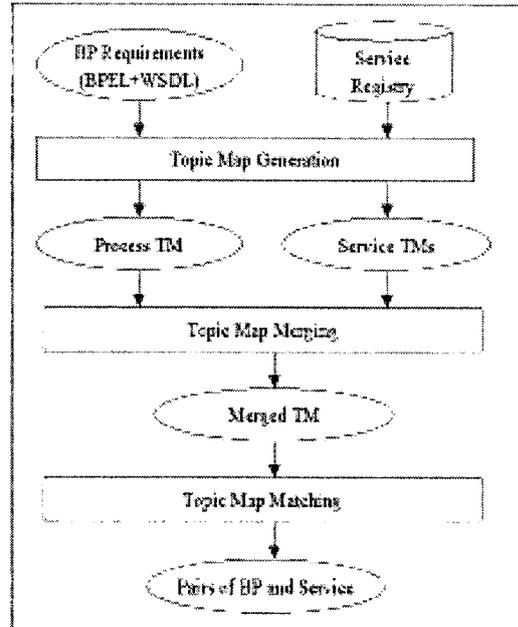 BP Requirements
(BPEL+WSDL)
Service
Registry
Topic Map Generation
Process TM
Service TMs
Topic Map Merging
Merged TM
Topic Map Matching
Pairs of BP and Service